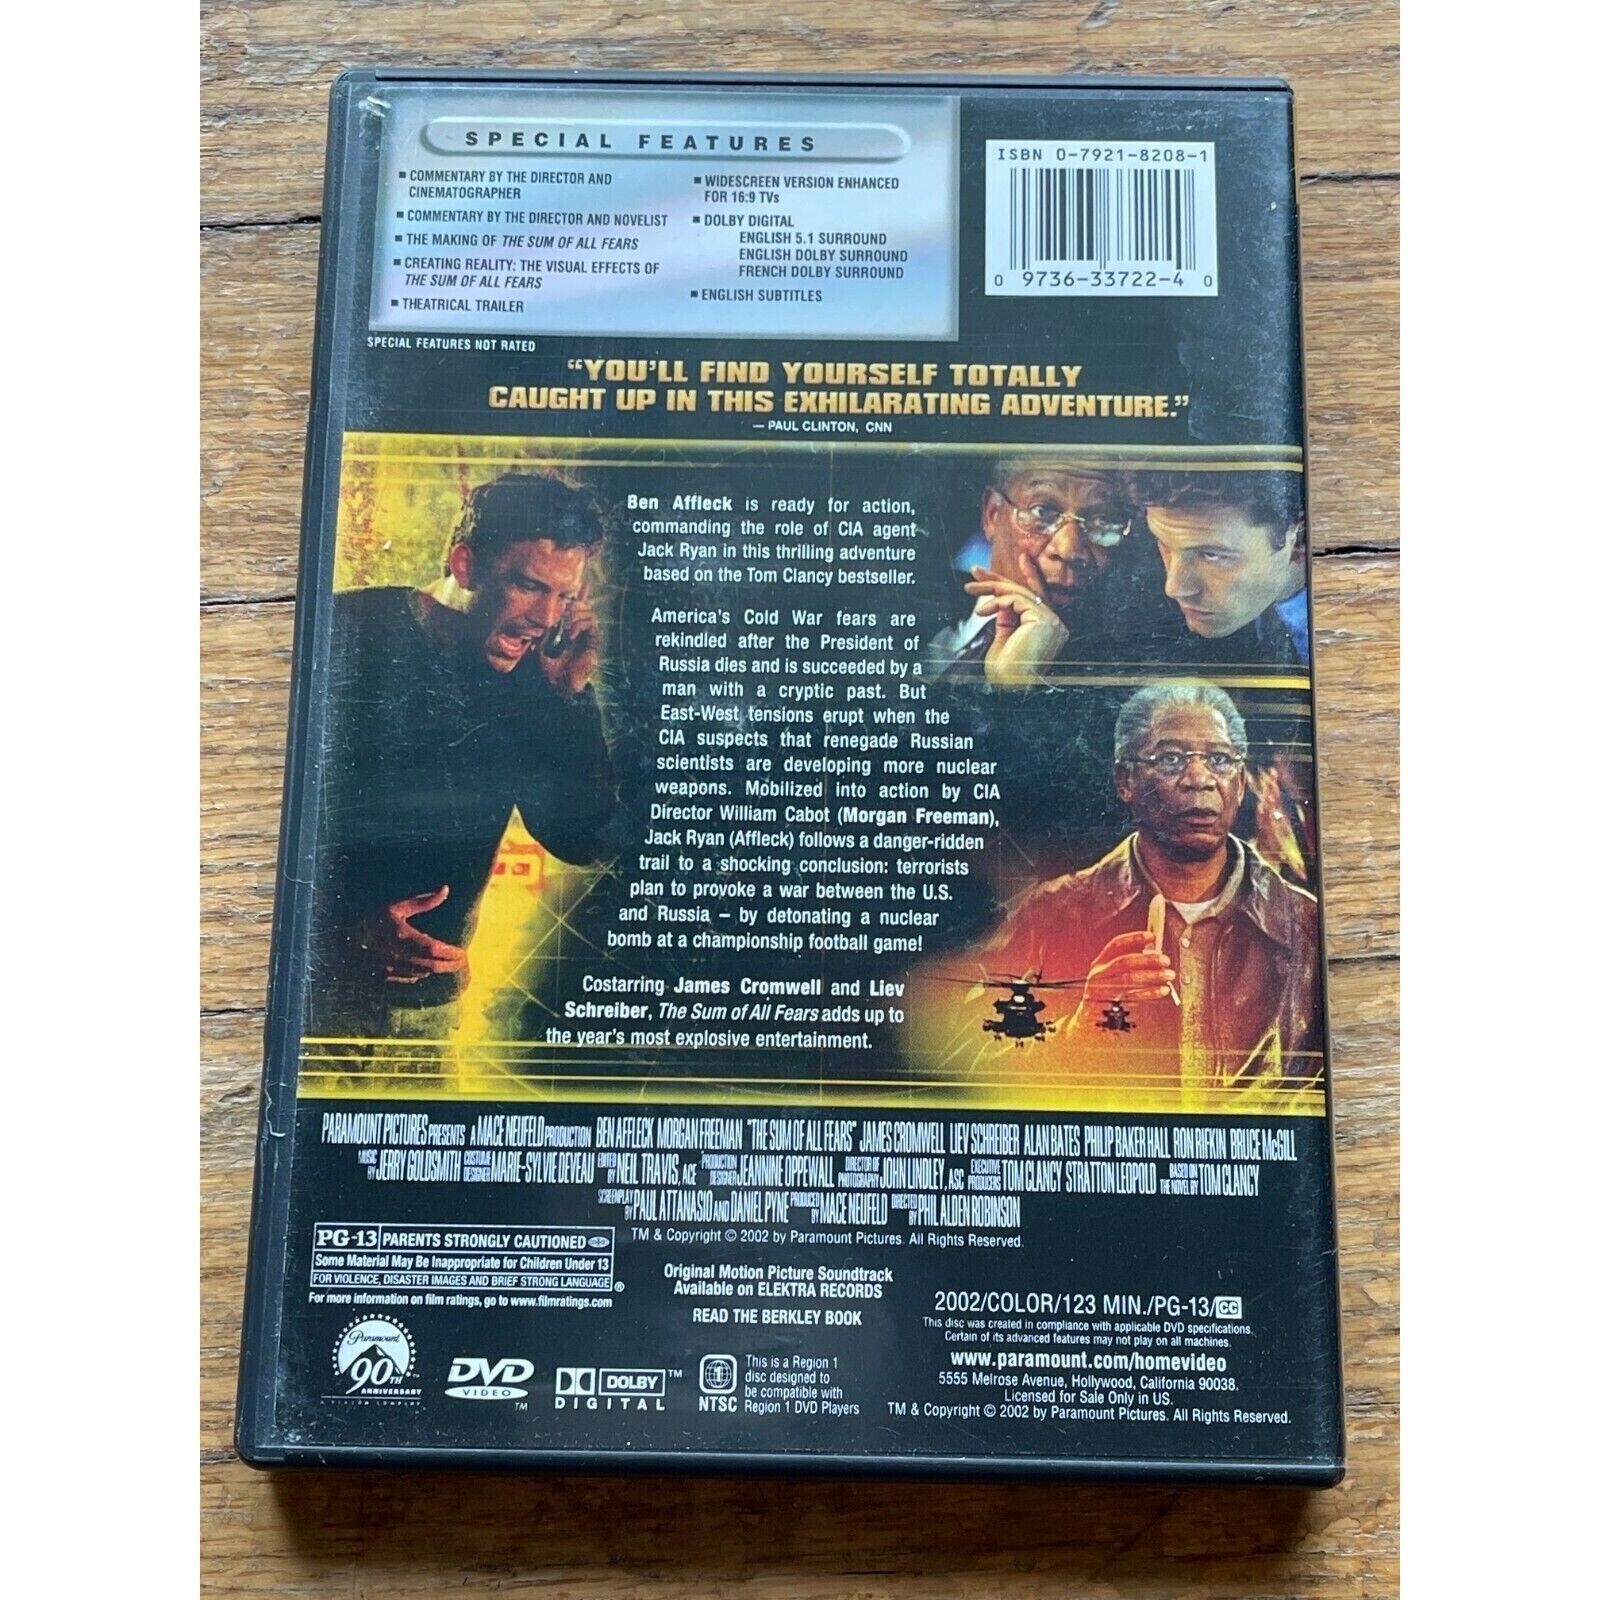 SPECIAL FEATURES
▪ COMMENTARY BY THE DIRECTOR AND
CINEMATOGRAPHER
▪ COMMENTARY BY THE DIRECTOR AND NOVELIST
▪ THE MAKING OF THE SUM OF ALL FEARS
▪ CREATING REALITY: THE VISUAL EFFECTS OF
THE SUM OF ALL FEARS
▪ THEATRICAL TRAILER
▪ WIDESCREEN VERSION ENHANCED
FOR 16:9 TVs
▪ DOLBY DIGITAL
ENGLISH 5.1 SURROUND
ENGLISH DOLBY SURROUND
FRENCH DOLBY SURROUND
▪ ENGLISH SUBTITLES
SPECIAL FEATURES NOT RATED
ISBN 0-7921-8208-1
0 9736-33722-4 0
“YOU’LL FIND YOURSELF TOTALLY
CAUGHT UP IN THIS EXHILARATING ADVENTURE.”
— PAUL CLINTON, CNN
Ben Affleck is ready for action,
commanding the role of CIA agent
Jack Ryan in this thrilling adventure
based on the Tom Clancy bestseller.
America’s Cold War fears are
rekindled after the President of
Russia dies and is succeeded by a
man with a cryptic past. But
East-West tensions erupt when the
CIA suspects that renegade Russian
scientists are developing more nuclear
weapons. Mobilized into action by CIA
Director William Cabot (Morgan Freeman),
Jack Ryan (Affleck) follows a danger-ridden
trail to a shocking conclusion: terrorists
plan to provoke a war between the U.S.
and Russia – by detonating a nuclear
bomb at a championship football game!
Costarring James Cromwell and Liev
Schreiber, The Sum of All Fears adds up to
the year’s most explosive entertainment.
PARAMOUNT PICTURES PRESENTS A MACE NEUFELD PRODUCTION BEN AFFLECK MORGAN FREEMAN "THE SUM OF ALL FEARS" JAMES CROMWELL LIEV SCHREIBER ALAN BATES PHILIP BAKER HALL RON RIFKIN BRUCE McGILL
MUSIC BY JERRY GOLDSMITH COSTUME DESIGNER MARIE-SYLVIE DEVEAU EDITED BY NEIL TRAVIS, ACE PRODUCTION DESIGNER JEANNINE OPPEWALL DIRECTOR OF PHOTOGRAPHY JOHN LINDLEY, ASC EXECUTIVE PRODUCERS TOM CLANCY STRATTON LEOPOLD BASED ON THE NOVEL BY TOM CLANCY
SCREENPLAY BY PAUL ATTANASIO AND DANIEL PYNE PRODUCED BY MACE NEUFELD DIRECTED BY PHIL ALDEN ROBINSON
TM & Copyright © 2002 by Paramount Pictures. All Rights Reserved.
PG-13 PARENTS STRONGLY CAUTIONED
Some Material May Be Inappropriate for Children Under 13
FOR VIOLENCE, DISASTER IMAGES AND BRIEF STRONG LANGUAGE ®
For more information on film ratings, go to www.filmratings.com
Original Motion Picture Soundtrack
Available on ELEKTRA RECORDS
READ THE BERKLEY BOOK
2002/COLOR/123 MIN./PG-13/CC
This disc was created in compliance with applicable DVD specifications.
Certain of its advanced features may not play on all machines.
www.paramount.com/homevideo
5555 Melrose Avenue, Hollywood, California 90038.
Licensed for Sale Only in US.
TM & Copyright © 2002 by Paramount Pictures. All Rights Reserved.
Paramount
90TH
ANNIVERSARY
DVD
VIDEO ™
DOLBY ™
DIGITAL
1
NTSC
This is a Region 1
disc designed to
be compatible with
Region 1 DVD Players